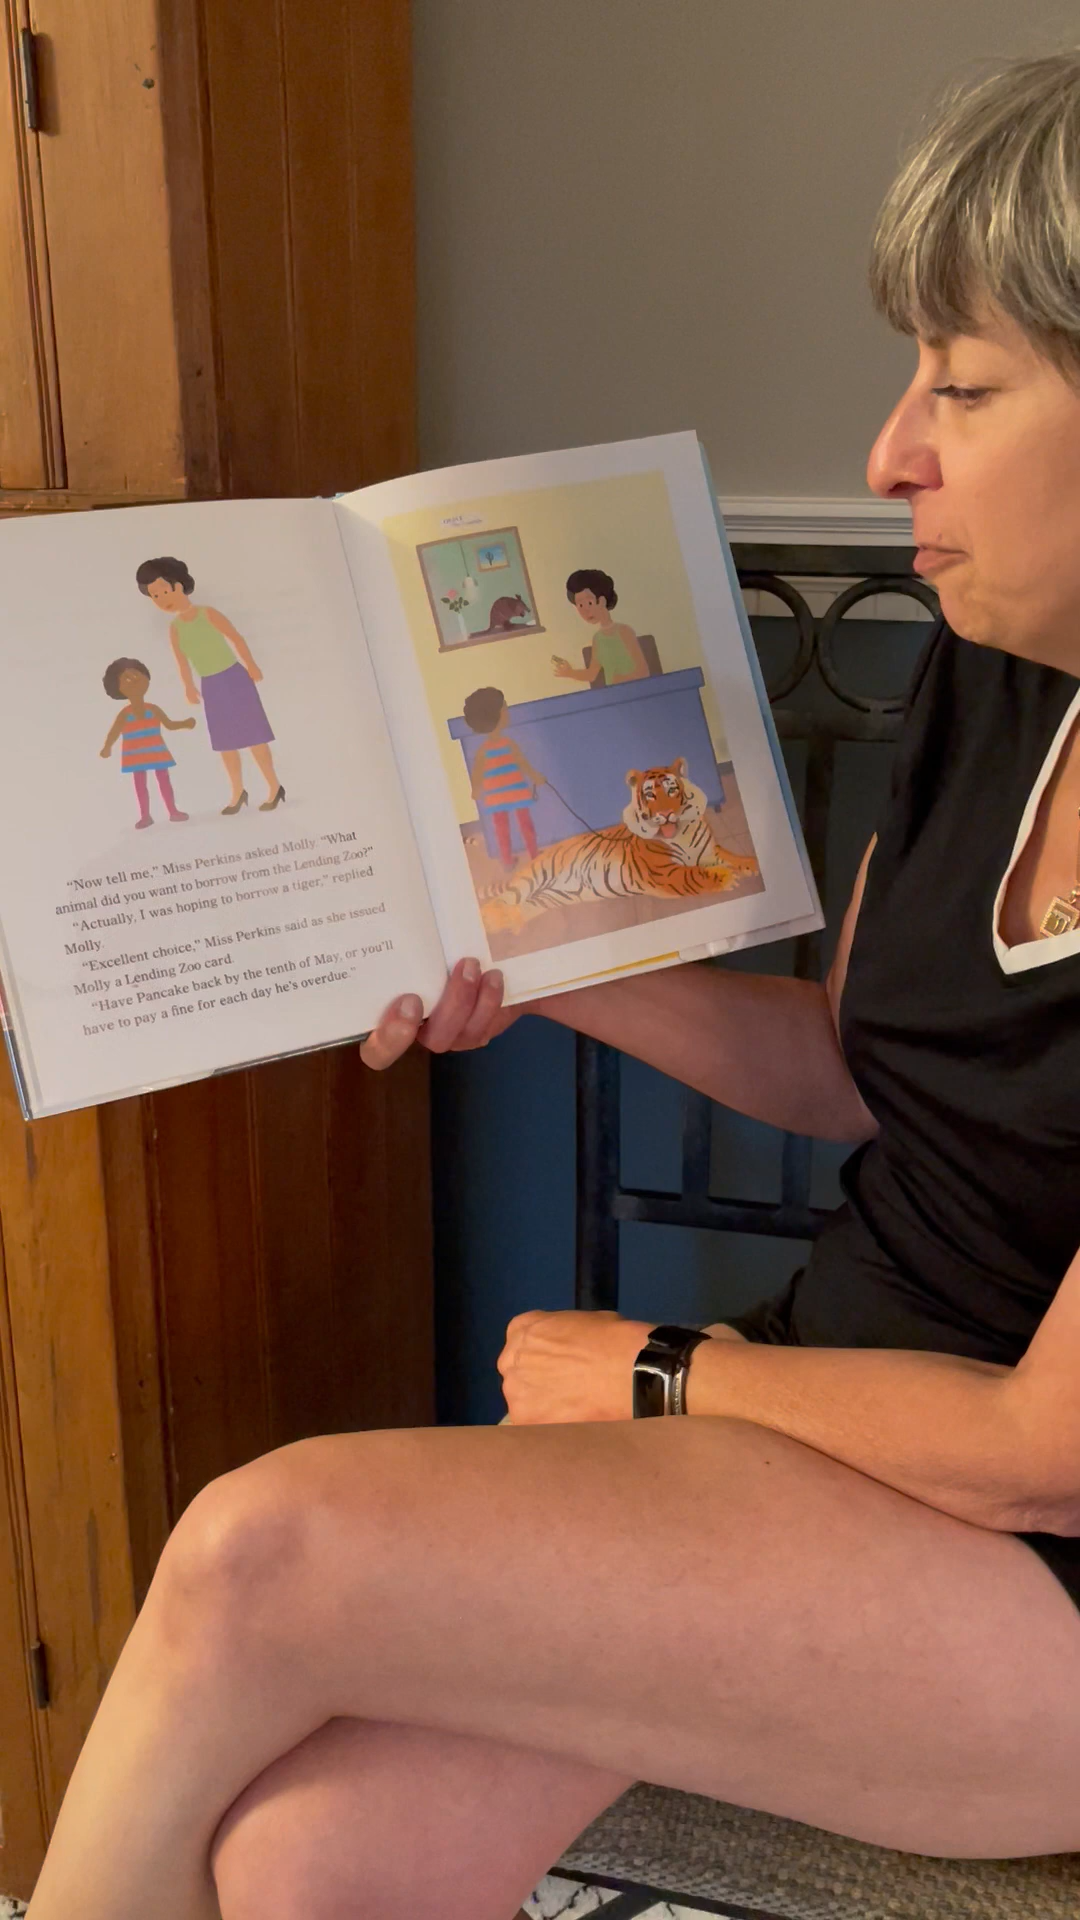 “Now tell me,” Miss Perkins asked Molly. “What
animal did you want to borrow from the Lending Zoo?”
“Actually, I was hoping to borrow a tiger,” replied
Molly.
“Excellent choice,” Miss Perkins said as she issued
Molly a Lending Zoo card.
“Have Pancake back by the tenth of May, or you’ll
have to pay a fine for each day he’s overdue.”